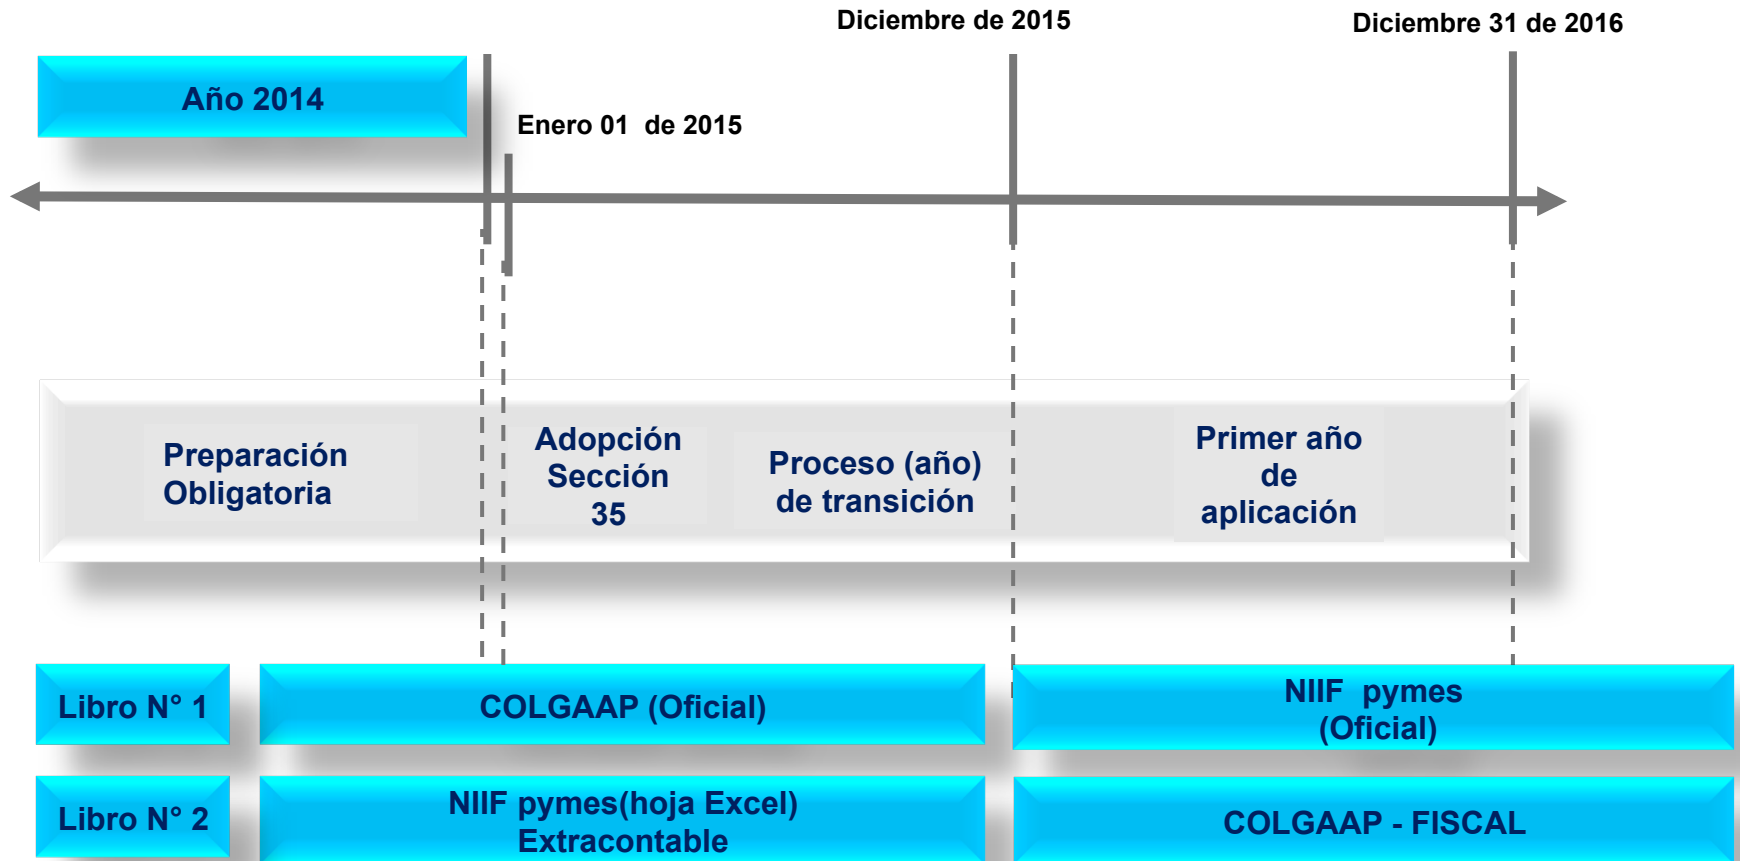 Diciembre de 2015
Diciembre 31 de 2016
Año 2014
Enero 01 de 2015
Preparación
Obligatoria
Adopción
Sección
35
Proceso (año)
de transición
Primer año
de
aplicación
Libro N° 1
COLGAAP (Oficial)
NIIF pymes
(Oficial)
Libro N° 2
NIIF pymes(hoja Excel)
Extracontable
COLGAAP - FISCAL